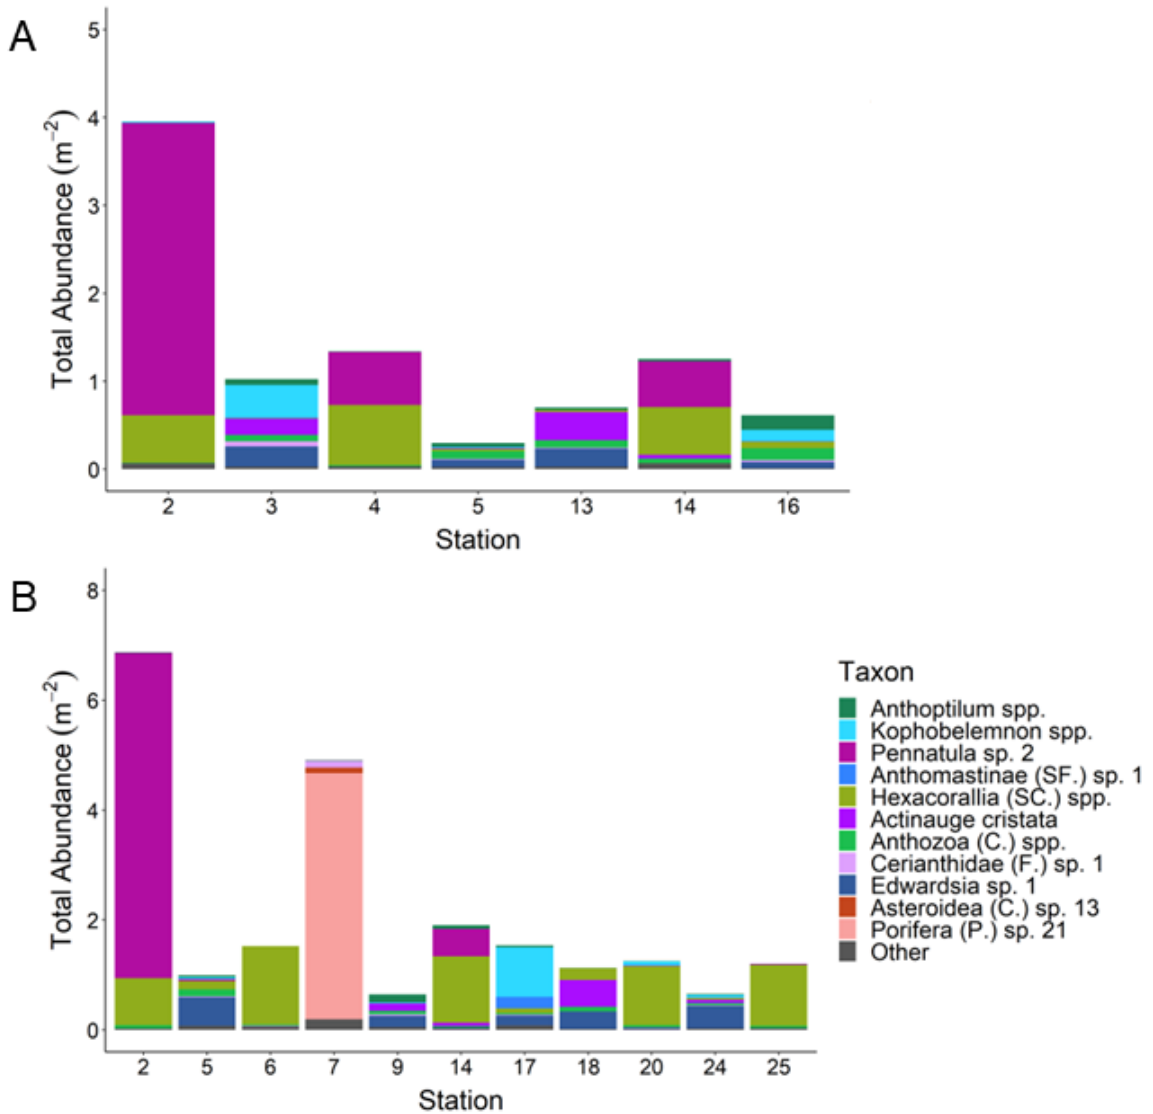 A
Total Abundance (m⁻²)
5
4
3
2
1
0
2 3 4 5 13 14 16
Station
B
Total Abundance (m⁻²)
8
6
4
2
0
2 5 6 7 9 14 17 18 20 24 25
Station
Taxon
Anthoptilum spp.
Kophobelemnon spp.
Pennatula sp. 2
Anthomastinae (SF.) sp. 1
Hexacorallia (SC.) spp.
Actinauge cristata
Anthozoa (C.) spp.
Cerianthidae (F.) sp. 1
Edwardsia sp. 1
Asteroidea (C.) sp. 13
Porifera (P.) sp. 21
Other